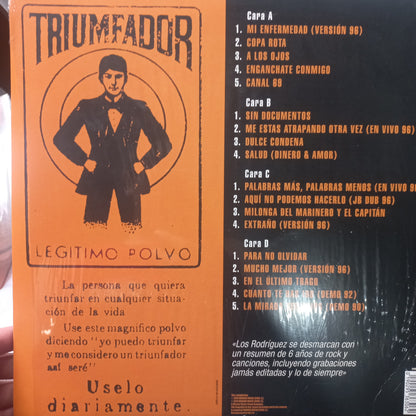 TRIUMFADOR
LEGITIMO POLVO
La persona que quiera
triunfar en cualquier situa-
ción de la vida
Use este magnífico polvo
diciendo "yo puedo triunfar
y me considero un triunfador
así seré"
Uselo
diariamente.
Cara A
1. MI ENFERMEDAD (VERSIÓN 96)
2. COPA ROTA
3. A LOS OJOS
4. ENGANCHATE CONMIGO
5. CANAL 69
Cara B
1. SIN DOCUMENTOS
2. ME ESTAS ATRAPANDO OTRA VEZ (EN VIVO 96)
3. DULCE CONDENA
4. SALUD (DINERO & AMOR)
Cara C
1. PALABRAS MÁS, PALABRAS MENOS (EN VIVO 96
2. AQUÍ NO PODEMOS HACERLO (JB DUB 96)
3. MILONGA DEL MARINERO Y EL CAPITÁN
4. EXTRAÑO (VERSIÓN 96)
Cara D
1. PARA NO OLVIDAR
2. MUCHO MEJOR (VERSIÓN 96)
3. EN EL ÚLTIMO TRAGO
4. CUANTO TE (DEMO 92)
5. LA (DEMO
«Los Rodríguez se desmarcan con
un resumen de 6 años de rock y
canciones, incluyendo grabaciones
jamás editadas y lo de siempre»